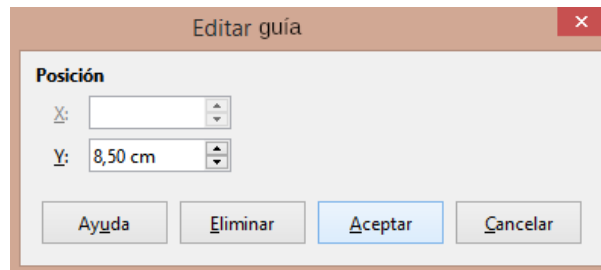 Editar guía
Posición
X:
Y: 8,50 cm
Ayuda Eliminar Aceptar Cancelar